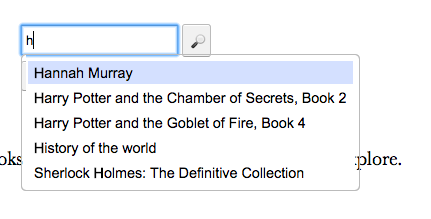 h
Hannah Murray
Harry Potter and the Chamber of Secrets, Book 2
Harry Potter and the Goblet of Fire, Book 4
History of the world
oks plore.
Sherlock Holmes: The Definitive Collection